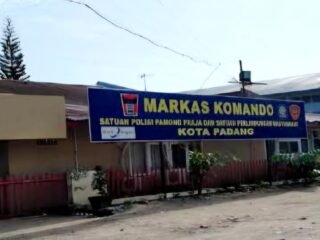 MARKAS KOMANDO
SATUAN POLISI PAMONG PRAJA DAN SATUAN PERLINDUNGAN MASYARAKAT
KOTA PADANG